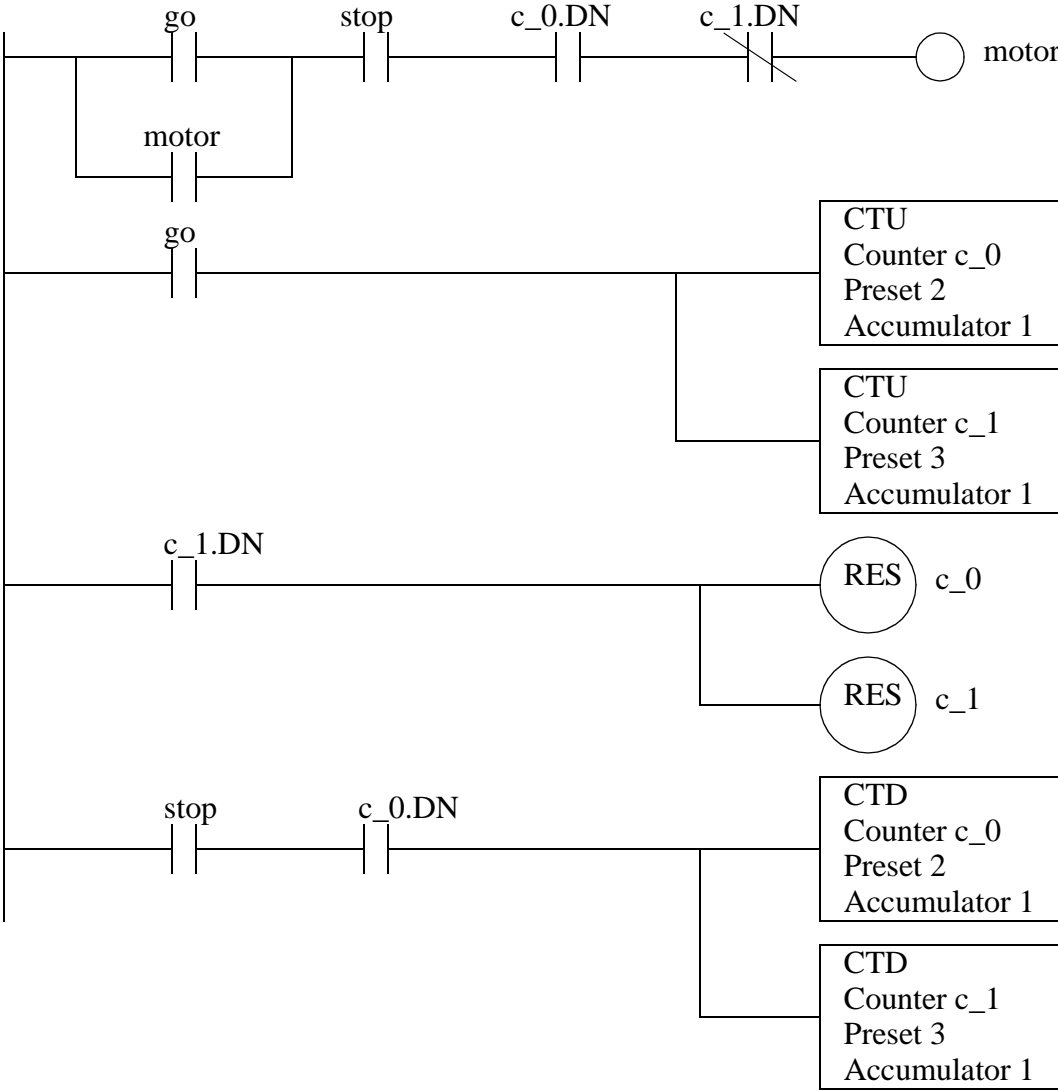 go
stop
c_0.DN
c_1.DN
motor
motor
go
CTU
Counter c_0
Preset 2
Accumulator 1
CTU
Counter c_1
Preset 3
Accumulator 1
c_1.DN
RES
c_0
RES
c_1
stop
c_0.DN
CTD
Counter c_0
Preset 2
Accumulator 1
CTD
Counter c_1
Preset 3
Accumulator 1